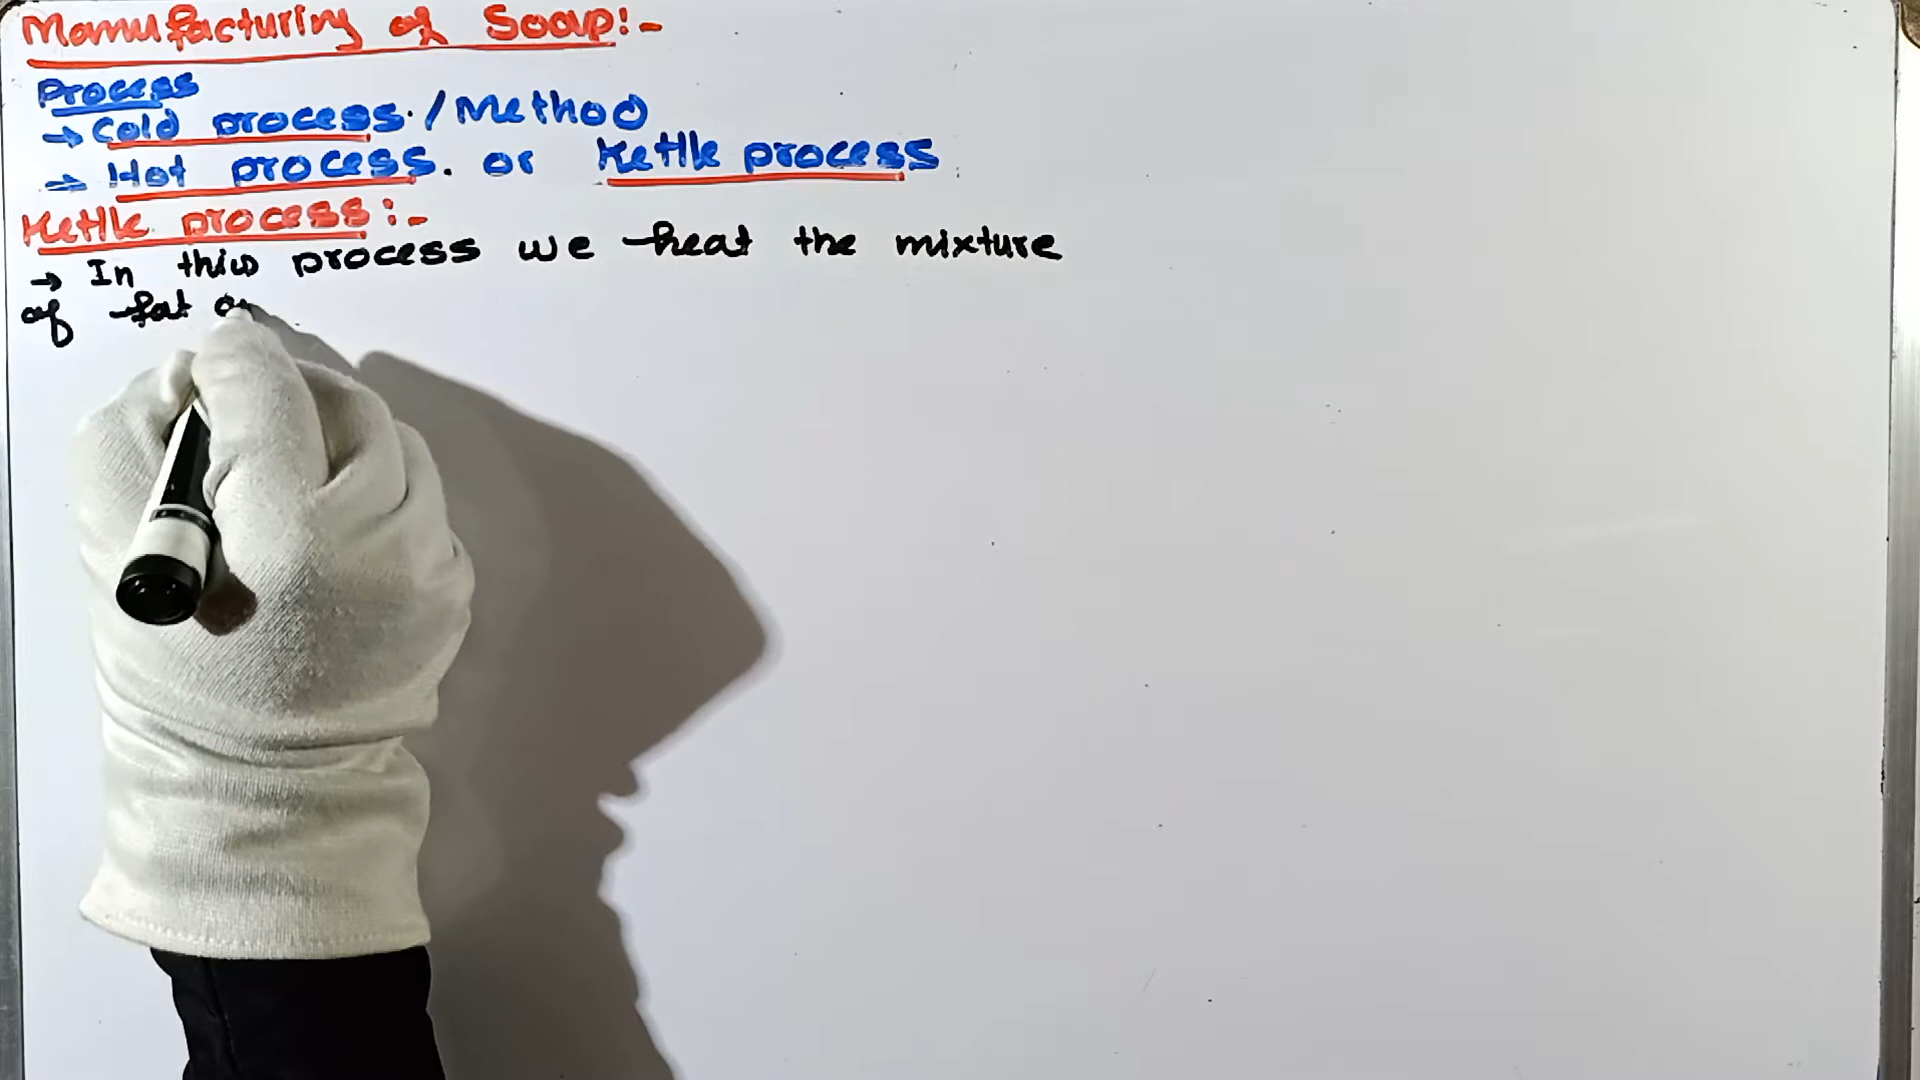 Manufacturing of Soap:-
Process
→ Cold process. / Method
→ Hot process. or Kettle process
Kettle process:-
→ In this process we heat the mixture
of fat